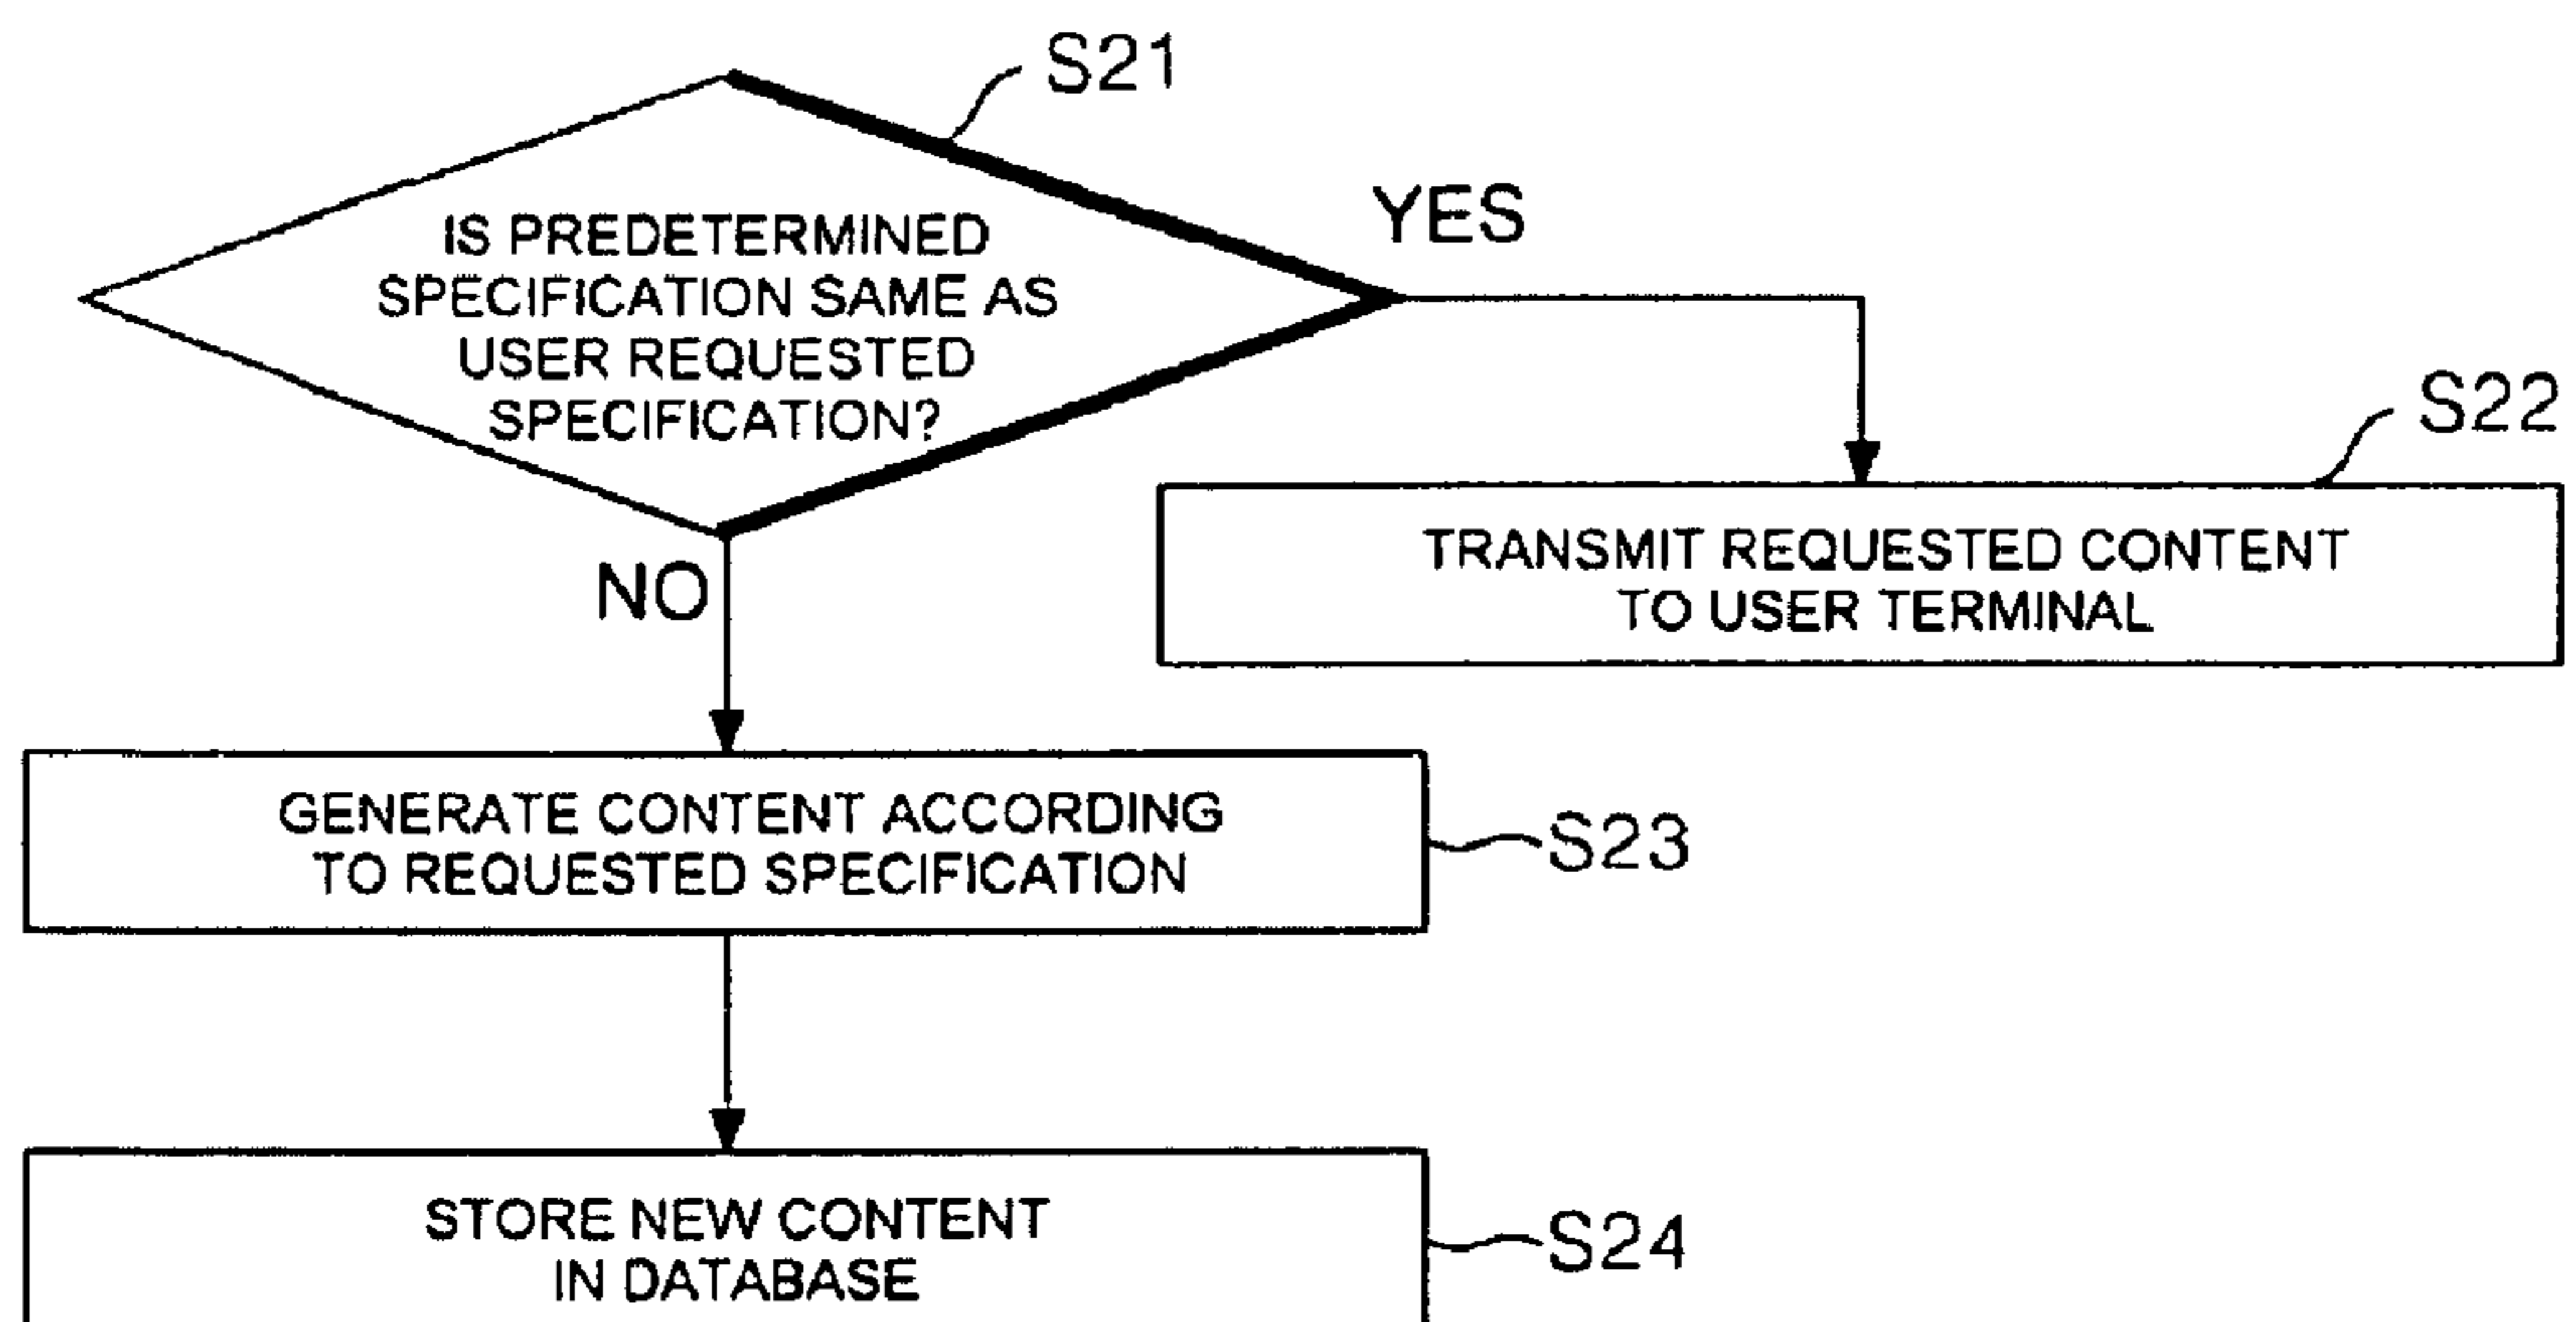 S21
IS PREDETERMINED
SPECIFICATION SAME AS
USER REQUESTED
SPECIFICATION?
YES
S22
TRANSMIT REQUESTED CONTENT
TO USER TERMINAL
NO
GENERATE CONTENT ACCORDING
TO REQUESTED SPECIFICATION
S23
STORE NEW CONTENT
IN DATABASE
S24